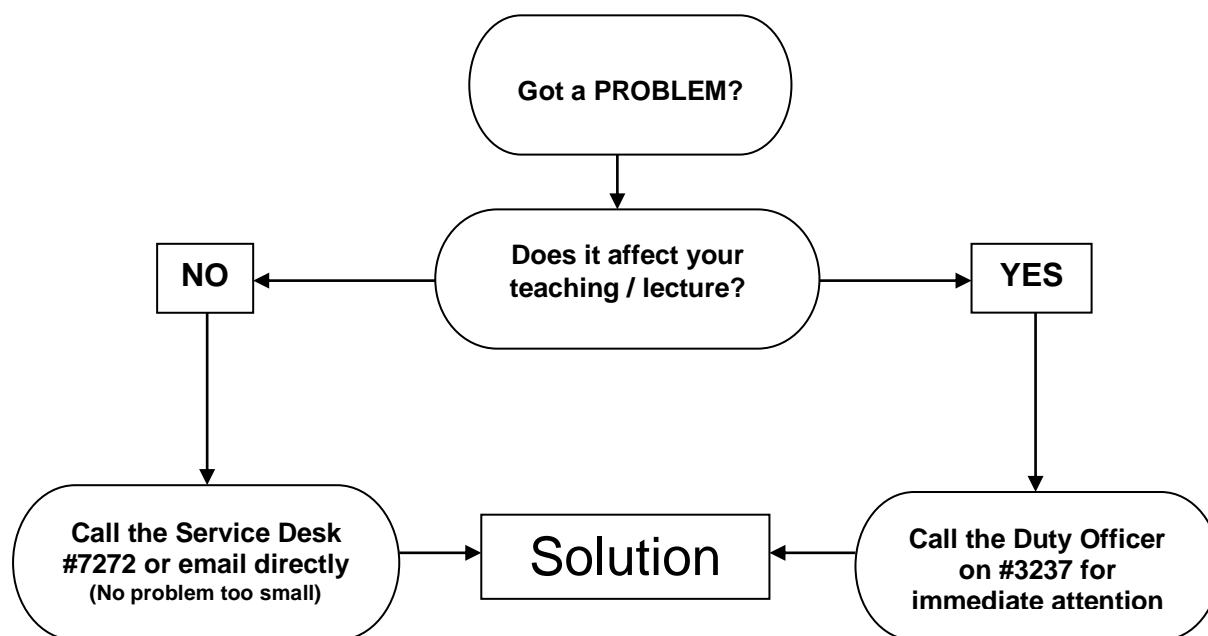 Got a PROBLEM?
Does it affect your
teaching / lecture?
NO
YES
Call the Service Desk
#7272 or email directly
(No problem too small)
Solution
Call the Duty Officer
on #3237 for
immediate attention